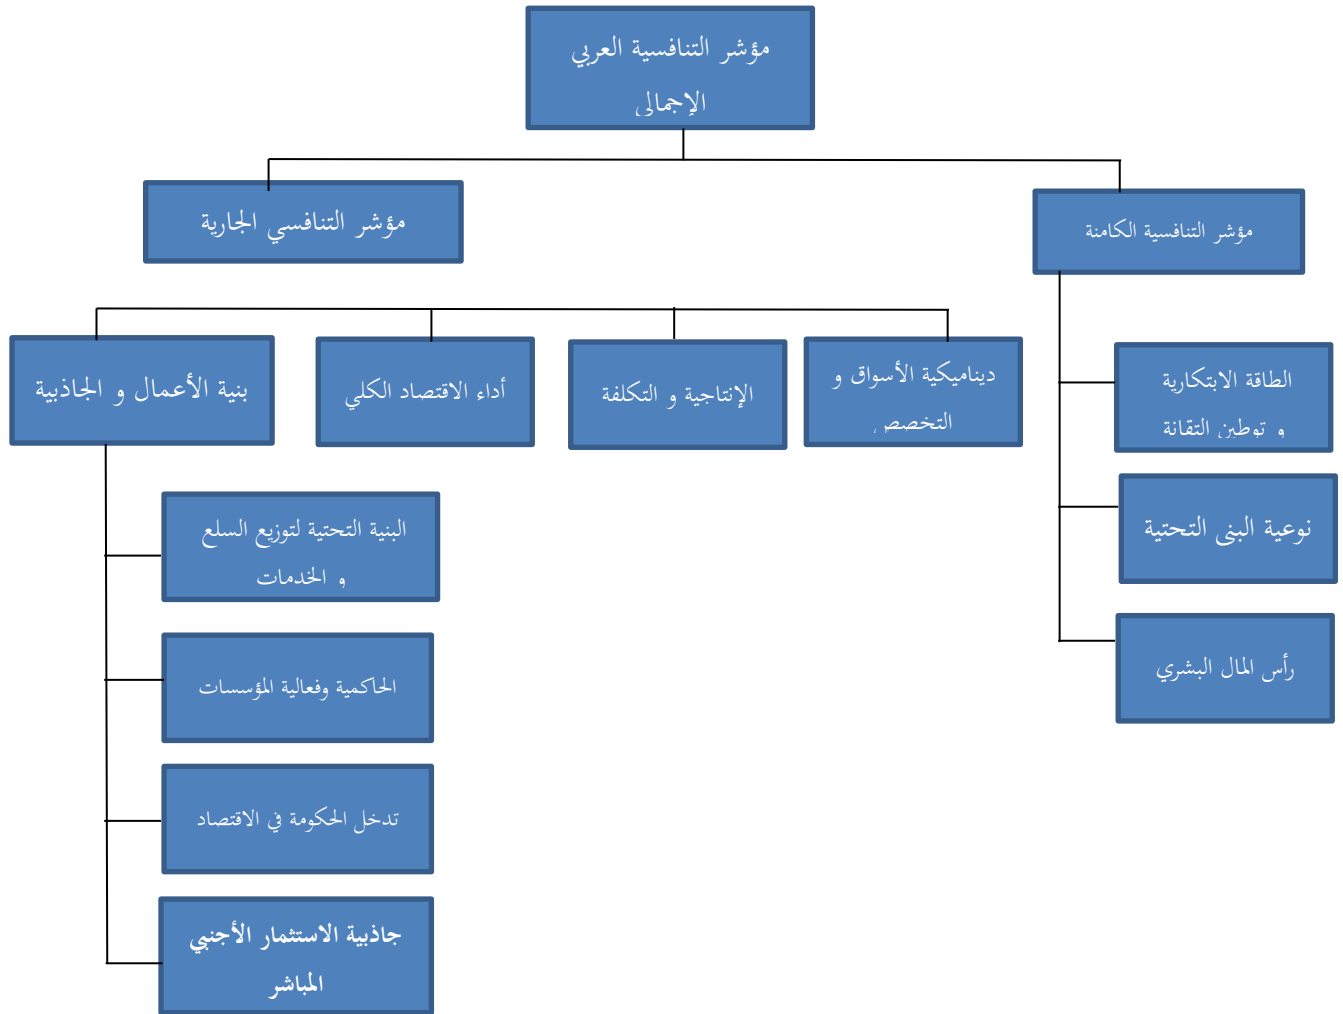 مؤشر التنافسية العربي
الإجمالي
مؤشر التنافسية الكامنة
مؤشر التنافسي الجارية
ديناميكية الأسواق و
التخصص
الإنتاجية و التكلفة
أداء الاقتصاد الكلي
بنية الأعمال و الجاذبية
الطاقة الابتكارية
و توطين التقانة
نوعية البنى التحتية
رأس المال البشري
البنية التحتية لتوزيع السلع
و الخدمات
الحاكمية وفعالية المؤسسات
تدخل الحكومة في الاقتصاد
جاذبية الاستثمار الأجنبي
المباشر